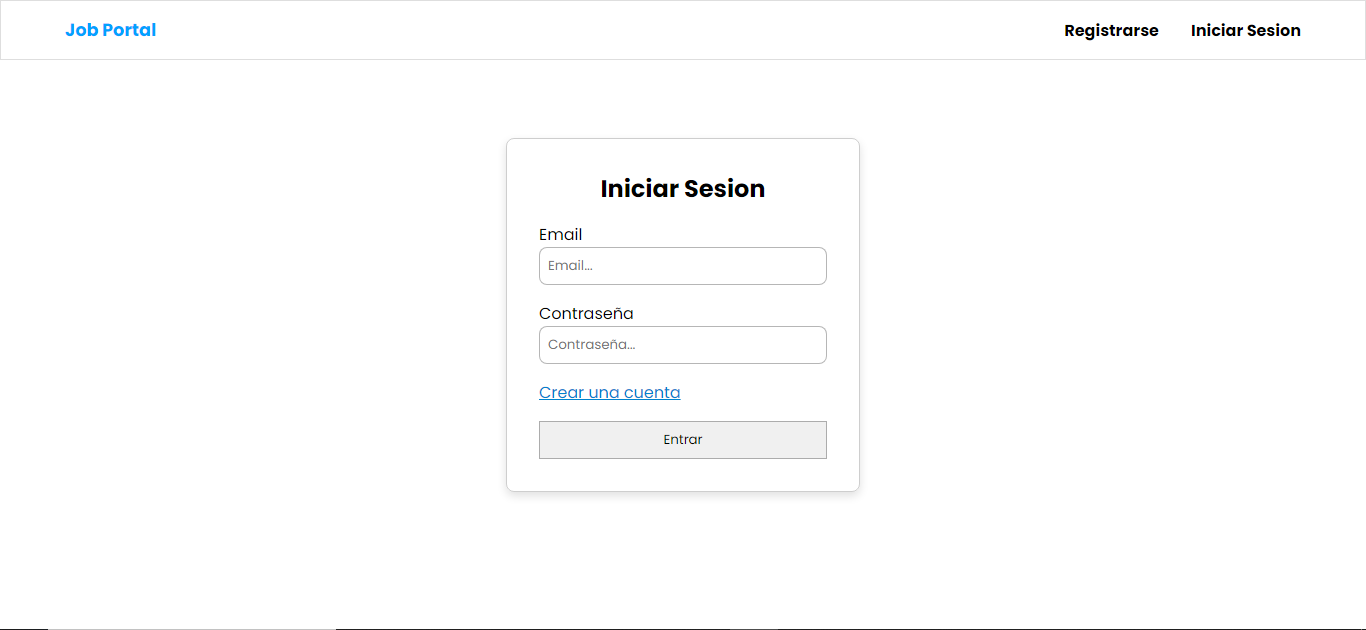 Job Portal
Registrarse
Iniciar Sesion
Iniciar Sesion
Email
Email...
Contraseña
Contraseña...
Crear una cuenta
Entrar